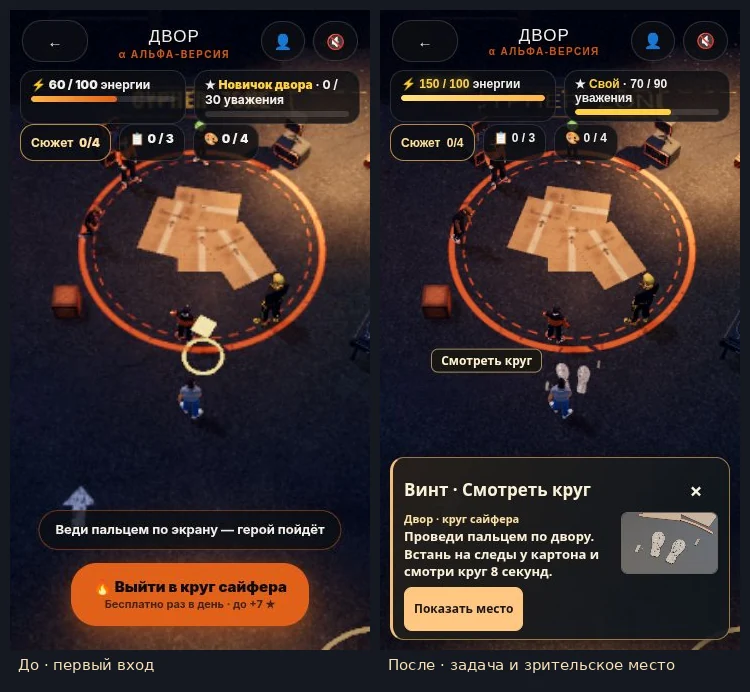 ←
ДВОР
α АЛЬФА-ВЕРСИЯ
⚡ 60 / 100 энергии
★ Новичок двора · 0 /
30 уважения
Сюжет 0/4
📋 0 / 3
🎨 0 / 4
Веди пальцем по экрану — герой пойдёт
🔥 Выйти в круг сайфера
Бесплатно раз в день · до +7 ★
До · первый вход
←
ДВОР
α АЛЬФА-ВЕРСИЯ
⚡ 150 / 100 энергии
★ Свой · 70 / 90
уважения
Сюжет 0/4
📋 0 / 3
🎨 0 / 4
Смотреть круг
Винт · Смотреть круг
×
Двор · круг сайфера
Проведи пальцем по двору.
Встань на следы у картона и
смотри круг 8 секунд.
Показать место
После · задача и зрительское место